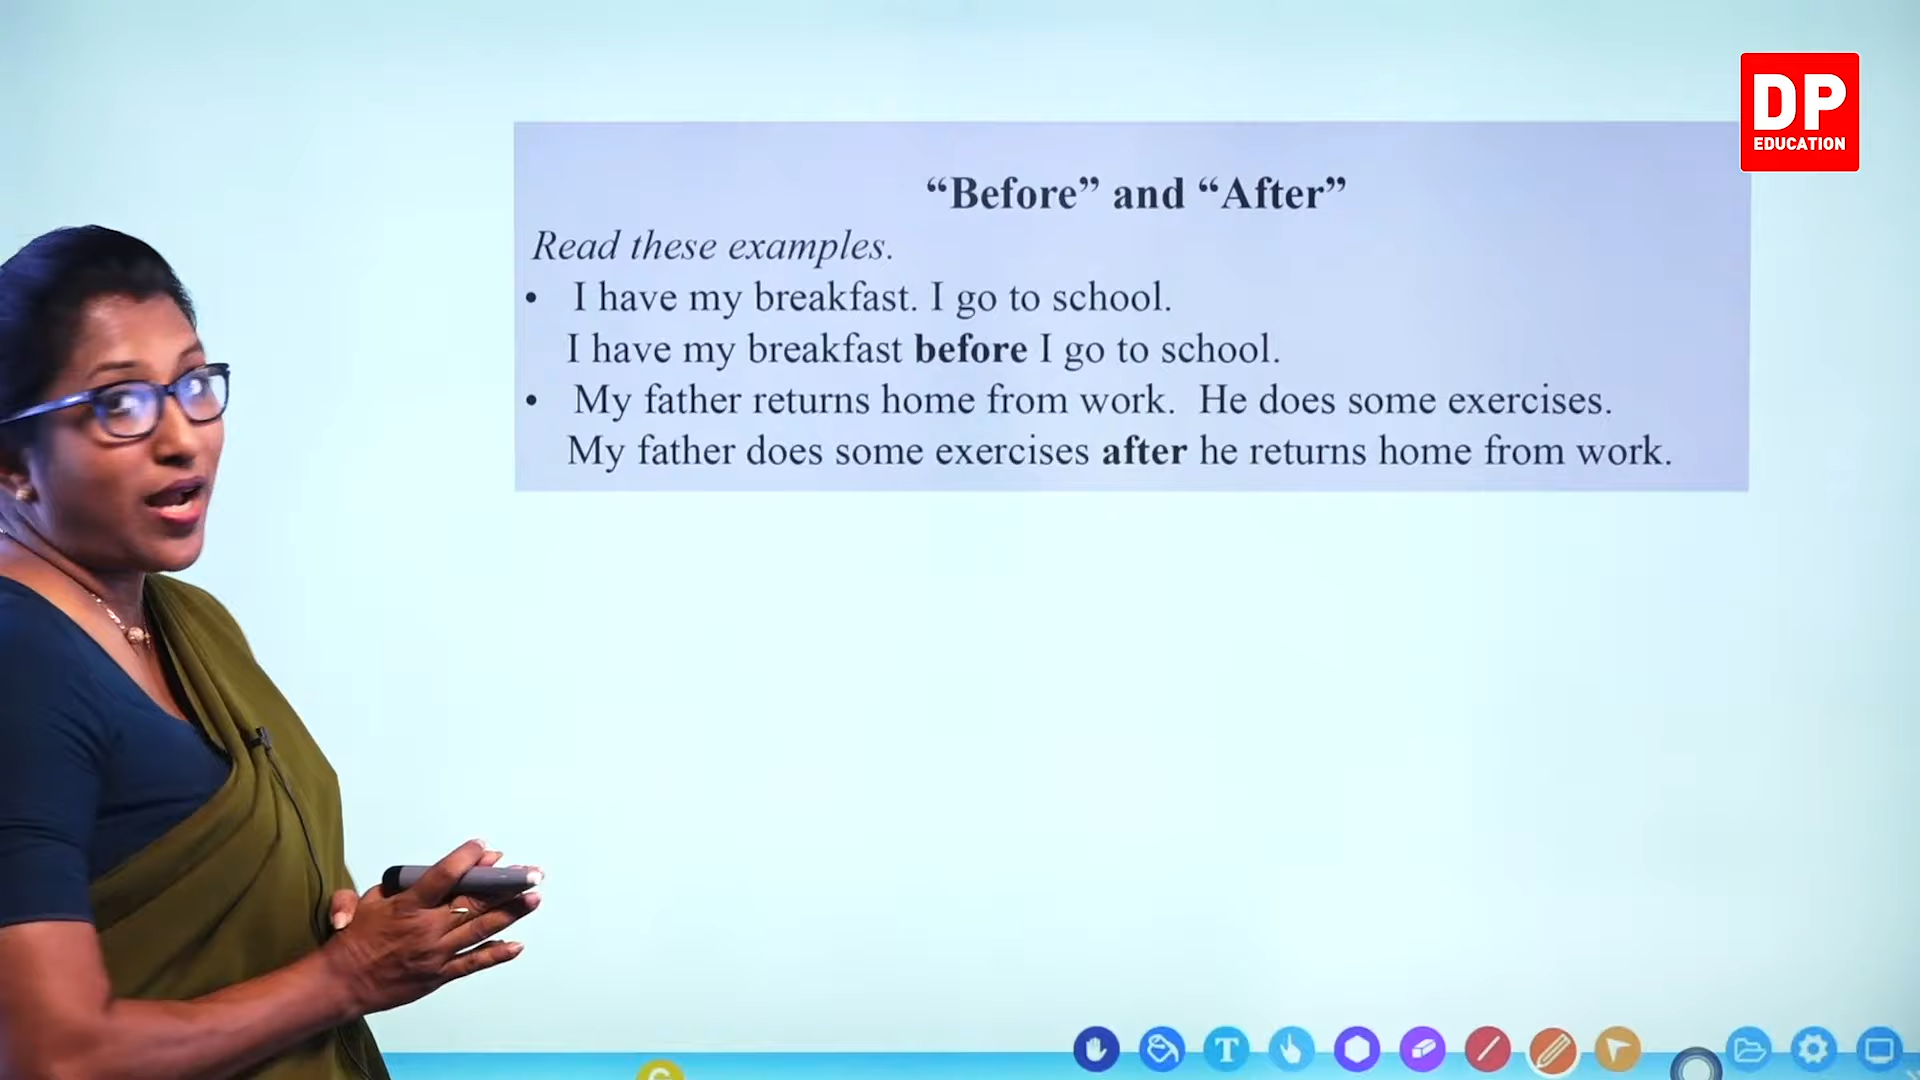 DP
EDUCATION
“Before” and “After”
Read these examples.
• I have my breakfast. I go to school.
I have my breakfast before I go to school.
• My father returns home from work. He does some exercises.
My father does some exercises after he returns home from work.
T